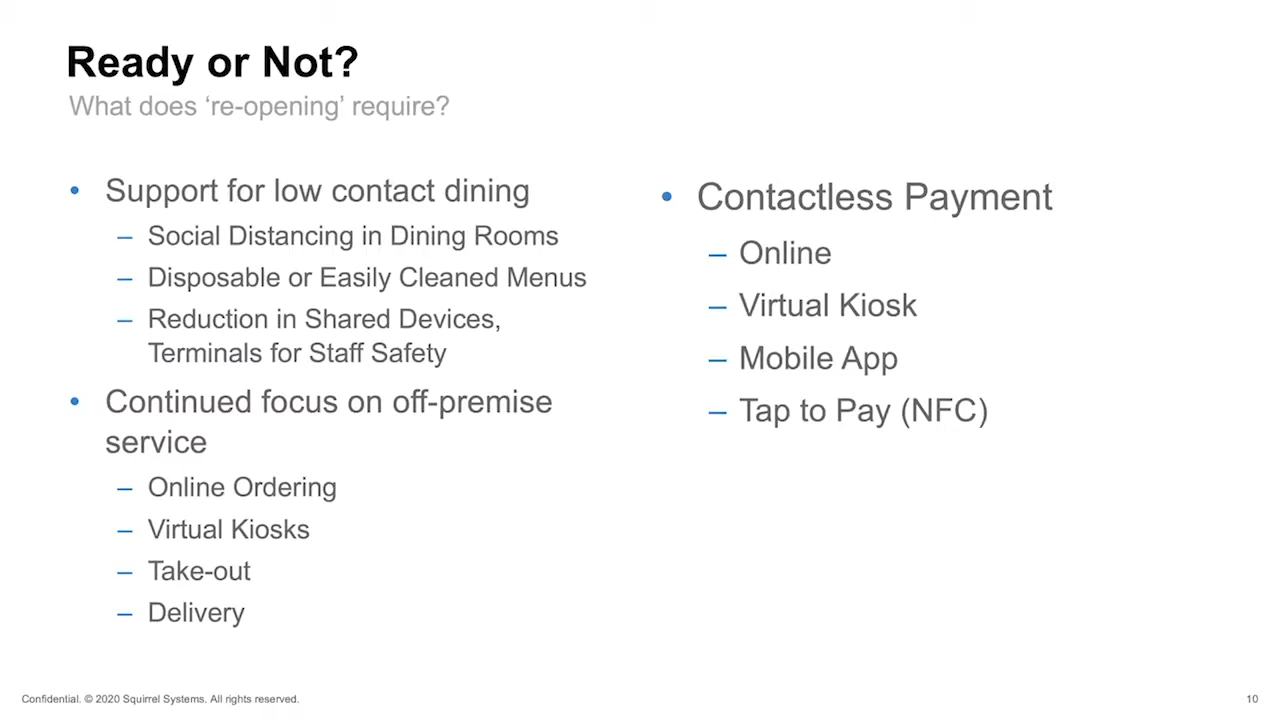 Ready or Not?
What does ‘re-opening’ require?
• Support for low contact dining
– Social Distancing in Dining Rooms
– Disposable or Easily Cleaned Menus
– Reduction in Shared Devices,
Terminals for Staff Safety
• Continued focus on off-premise
service
– Online Ordering
– Virtual Kiosks
– Take-out
– Delivery
• Contactless Payment
– Online
– Virtual Kiosk
– Mobile App
– Tap to Pay (NFC)
Confidential. © 2020 Squirrel Systems. All rights reserved.
10